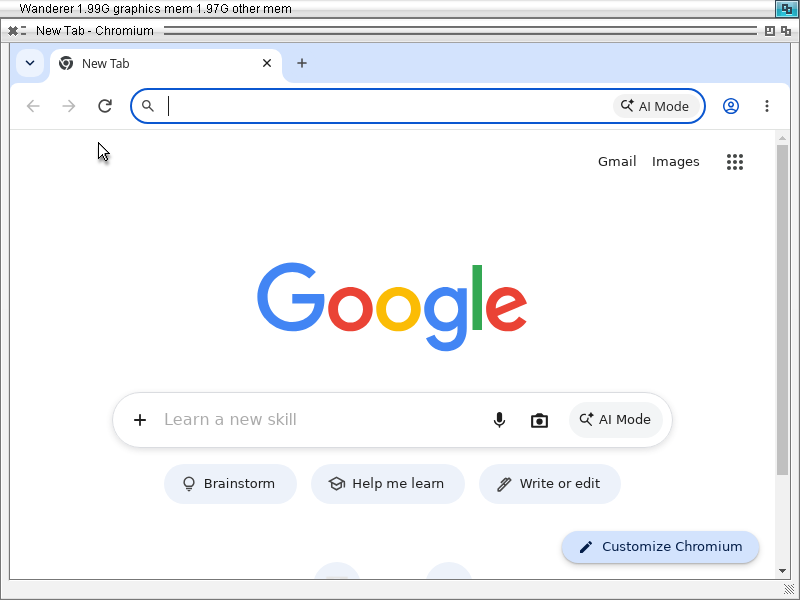 Wanderer 1.99G graphics mem 1.97G other mem
New Tab - Chromium
New Tab
AI Mode
Gmail Images
Google
Learn a new skill AI Mode
Brainstorm Help me learn Write or edit
Customize Chromium